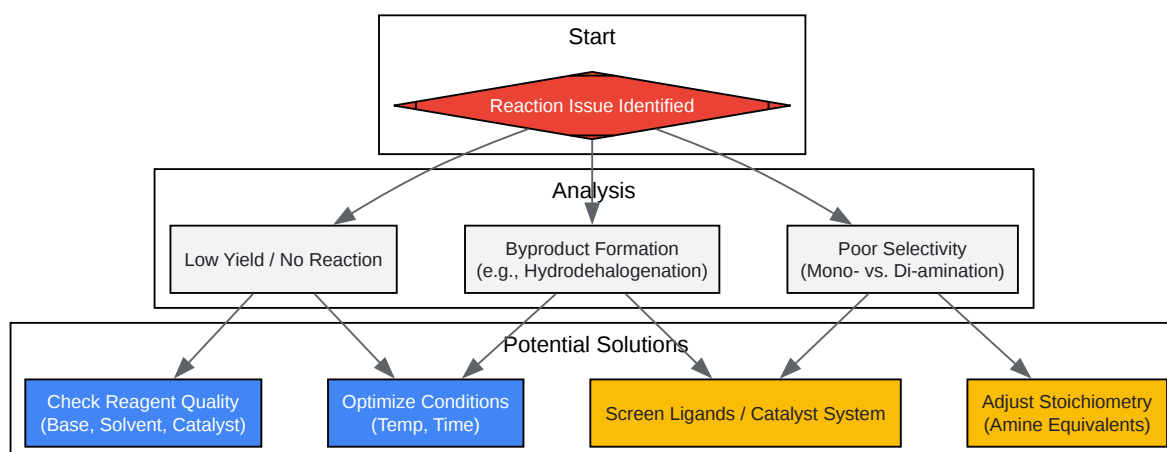 Start
Reaction Issue Identified
Analysis
Low Yield / No Reaction
Byproduct Formation
(e.g., Hydrodehalogenation)
Poor Selectivity
(Mono- vs. Di-amination)
Potential Solutions
Check Reagent Quality
(Base, Solvent, Catalyst)
Optimize Conditions
(Temp, Time)
Screen Ligands / Catalyst System
Adjust Stoichiometry
(Amine Equivalents)